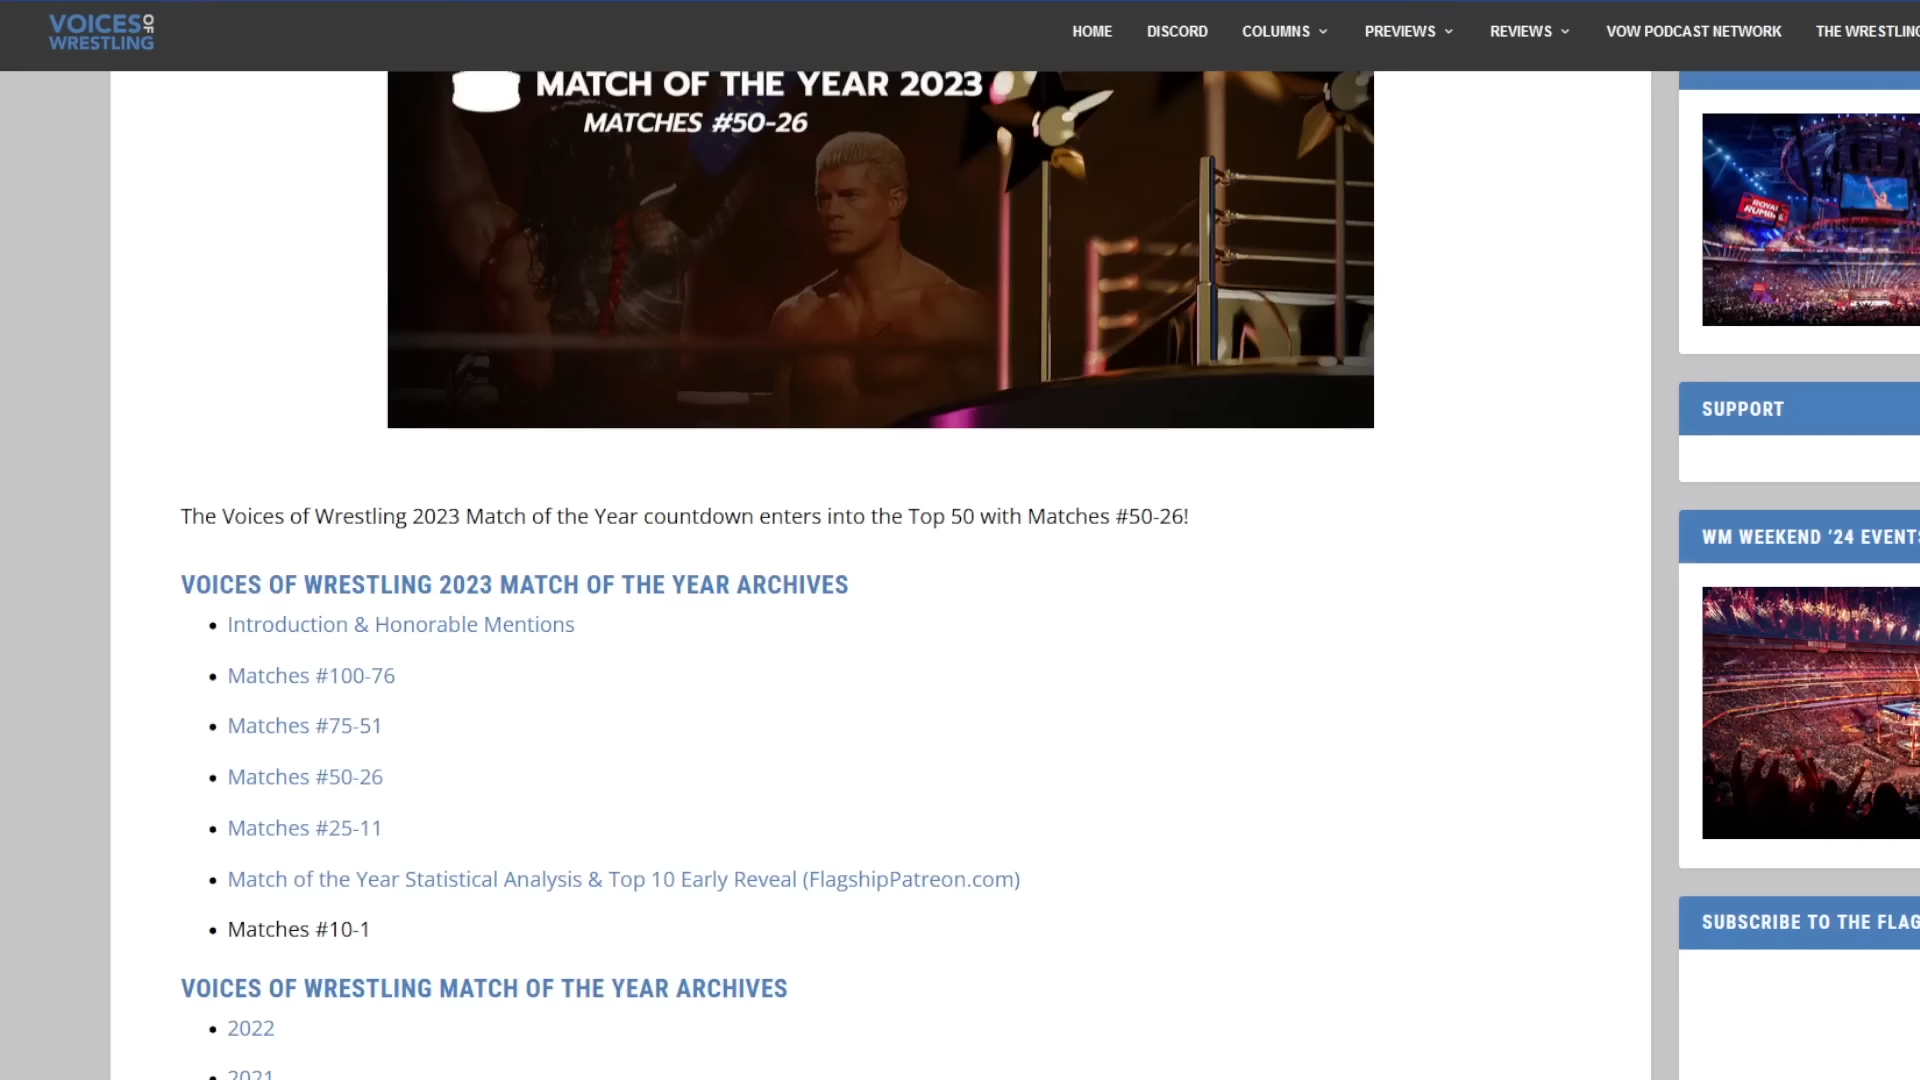 VOICES OF WRESTLING
HOME DISCORD COLUMNS PREVIEWS REVIEWS VOW PODCAST NETWORK THE WRESTLING
MATCH OF THE YEAR 2023
MATCHES #50-26
ROYAL RUMBLE
SUPPORT
The Voices of Wrestling 2023 Match of the Year countdown enters into the Top 50 with Matches #50-26!
WM WEEKEND '24 EVENTS
VOICES OF WRESTLING 2023 MATCH OF THE YEAR ARCHIVES
Introduction & Honorable Mentions
Matches #100-76
Matches #75-51
Matches #50-26
Matches #25-11
Match of the Year Statistical Analysis & Top 10 Early Reveal (FlagshipPatreon.com)
Matches #10-1
SUBSCRIBE TO THE FLAG
VOICES OF WRESTLING MATCH OF THE YEAR ARCHIVES
2022
2021